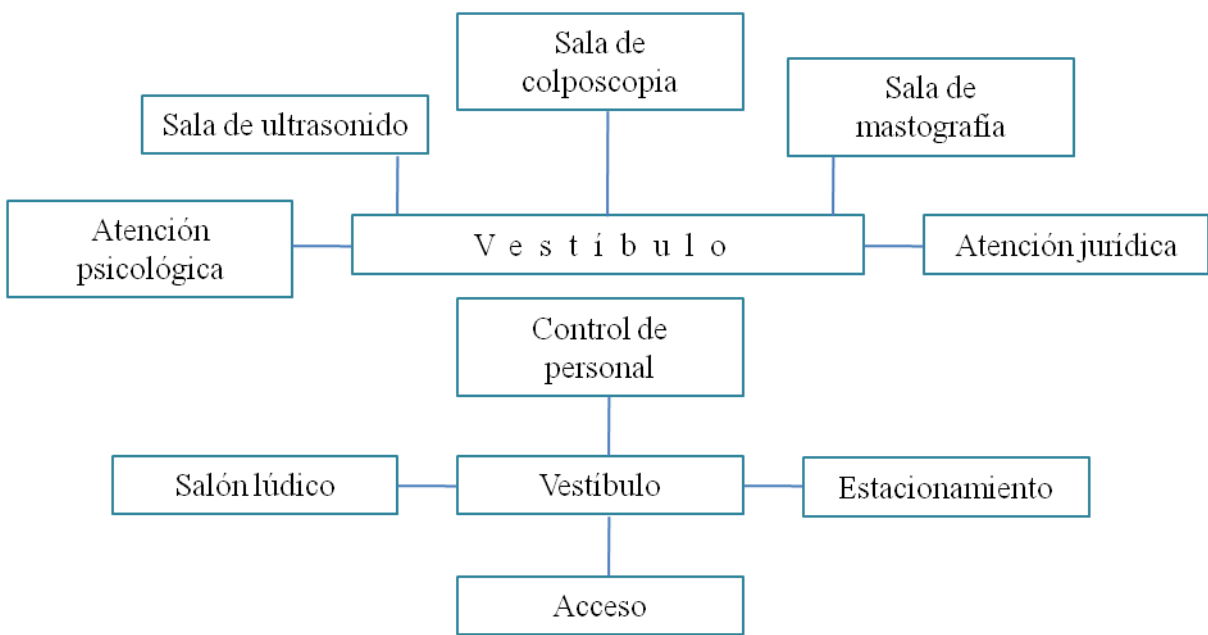 Sala de
colposcopia
Sala de
mastografía
Sala de ultrasonido
Atención
psicológica
V e s t í b u l o
Atención jurídica
Control de
personal
Salón lúdico
Vestíbulo
Estacionamiento
Acceso